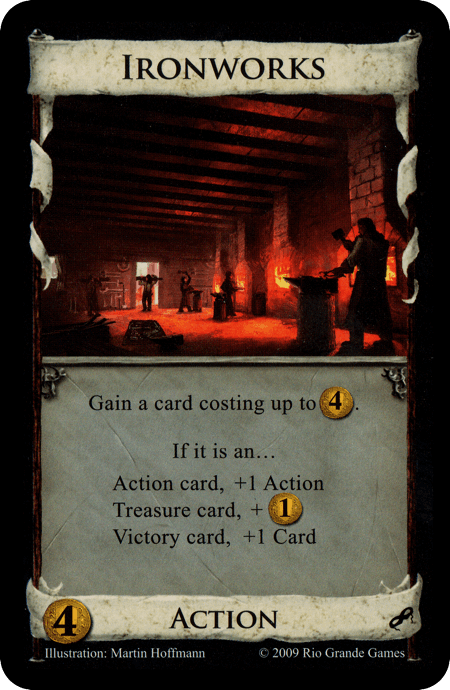 IRONWORKS
Gain a card costing up to 4.
If it is an...
Action card, +1 Action
Treasure card, + 1
Victory card, +1 Card
4 ACTION
Illustration: Martin Hoffmann © 2009 Rio Grande Games